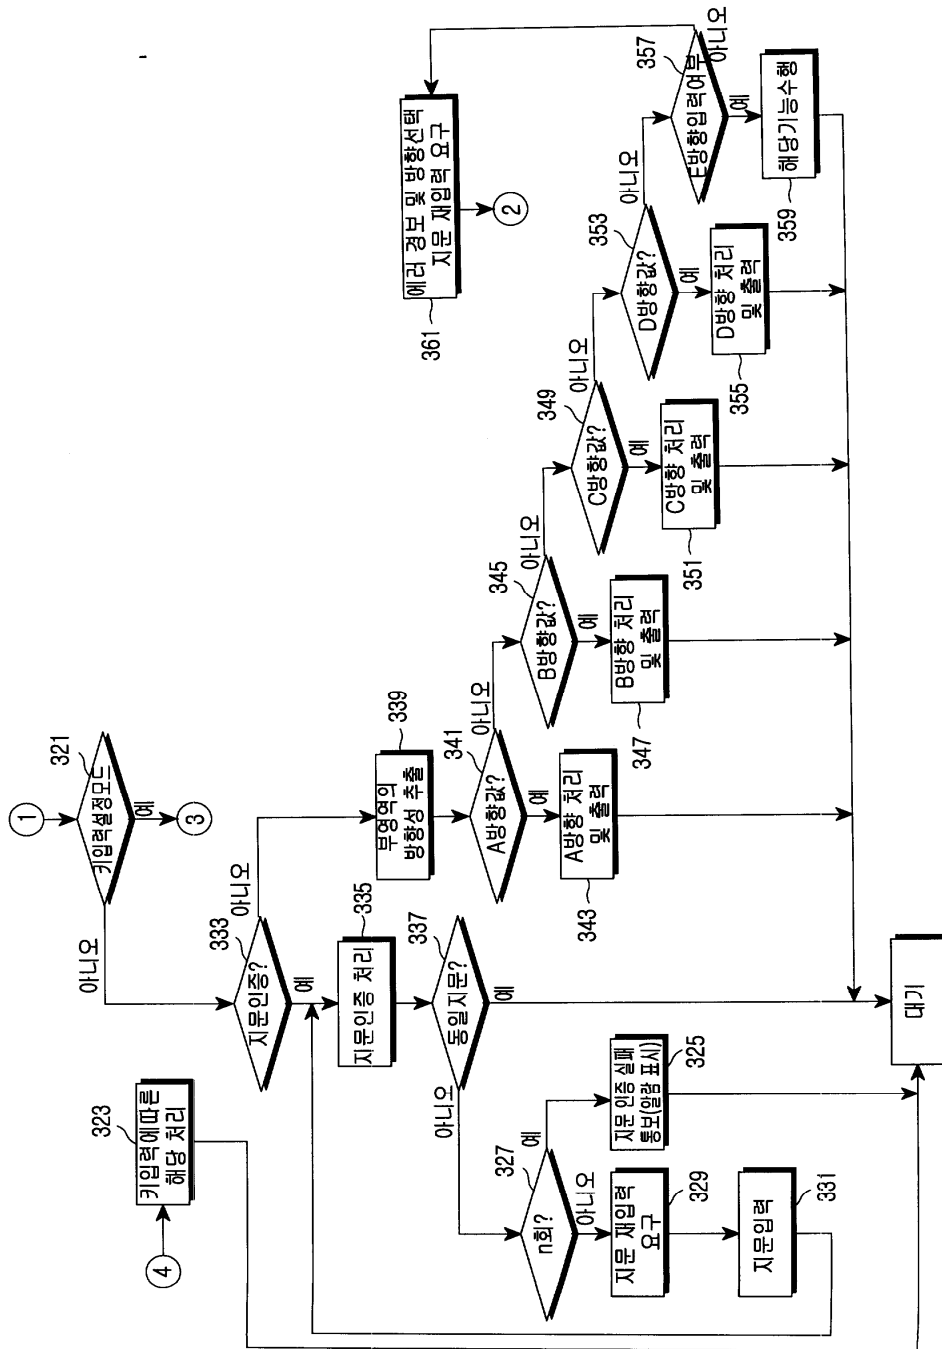 1
키입력설정모드
321
예
3
아니오
4
키입력에따른
해당 처리
323
지문인증?
333
아니오
예
지문인증 처리
335
동일지문?
337
아니오
예
n회?
327
예
아니오
지문 인증 실패
통보(알람 표시)
325
지문 재입력
요구
329
지문입력
331
부영역의
방향성 추출
339
A방향값?
341
아니오
예
A방향 처리
및 출력
343
B방향값?
345
아니오
예
B방향 처리
및 출력
347
C방향값?
349
아니오
예
C방향 처리
및 출력
351
D방향값?
353
아니오
예
D방향 처리
및 출력
355
E방향입력여부
357
아니오
예
해당기능수행
359
에러 경보 및 방향선택
지문 재입력 요구
361
2
대기